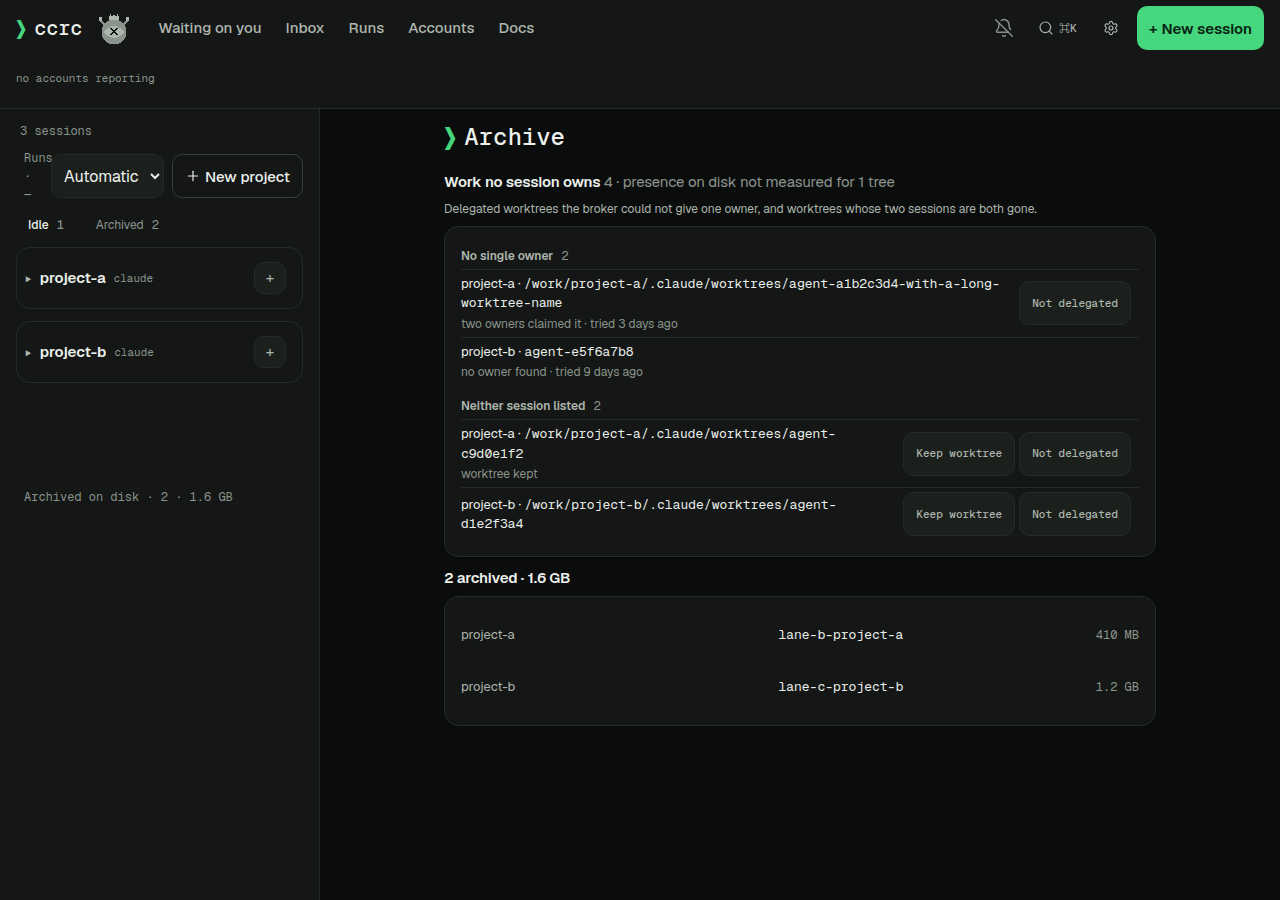 ❯ ccrc
Waiting on you
Inbox
Runs
Accounts
Docs
⌘K
+ New session
no accounts reporting
3 sessions
Runs
·
—
Automatic
+ New project
Idle 1
Archived 2
▸ project-a claude
+
▸ project-b claude
+
Archived on disk · 2 · 1.6 GB
❯ Archive
Work no session owns 4 · presence on disk not measured for 1 tree
Delegated worktrees the broker could not give one owner, and worktrees whose two sessions are both gone.
No single owner 2
project-a · /work/project-a/.claude/worktrees/agent-a1b2c3d4-with-a-long-
worktree-name
two owners claimed it · tried 3 days ago
Not delegated
project-b · agent-e5f6a7b8
no owner found · tried 9 days ago
Neither session listed 2
project-a · /work/project-a/.claude/worktrees/agent-
c9d0e1f2
worktree kept
Keep worktree
Not delegated
project-b · /work/project-b/.claude/worktrees/agent-
d1e2f3a4
Keep worktree
Not delegated
2 archived · 1.6 GB
project-a lane-b-project-a 410 MB
project-b lane-c-project-b 1.2 GB